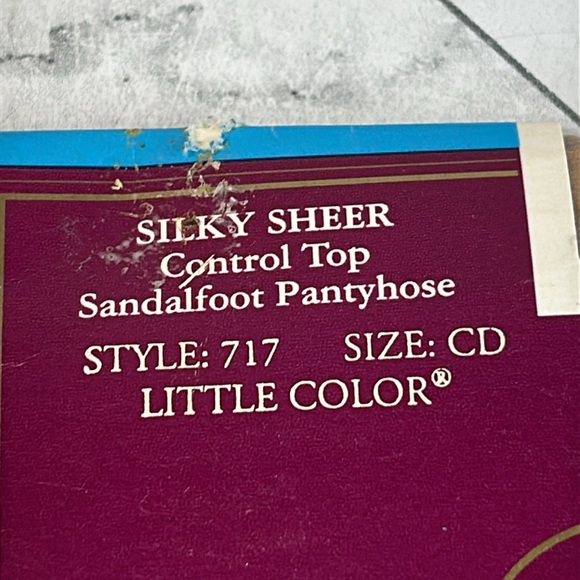 SILKY SHEER
Control Top
Sandalfoot Pantyhose
STYLE: 717 SIZE: CD
LITTLE COLOR®